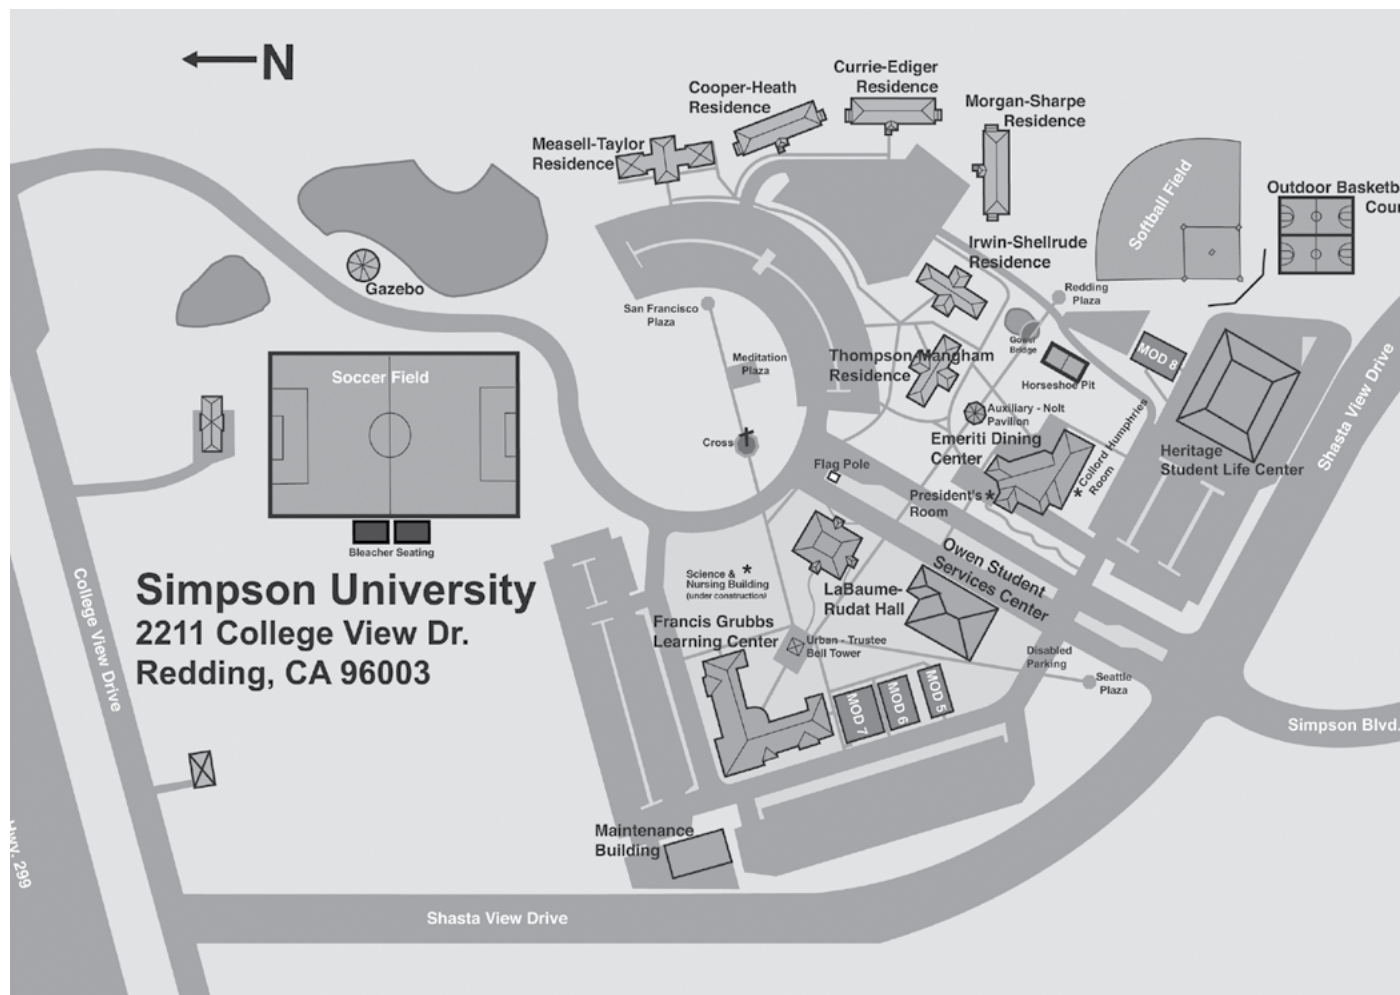 N
Currie-Ediger
Residence
Cooper-Heath
Residence
Morgan-Sharpe
Residence
Measell-Taylor
Residence
Softball Field
Outdoor Basketb
Cour
Irwin-Shellrude
Residence
Gazebo
Redding
Plaza
San Francisco
Plaza
Gower
Bridge
Thompson-Mangham
Residence
MOD 8
Meditation
Plaza
Soccer Field
Horseshoe Pit
Shasta View Drive
Auxiliary - Nolt
Pavilion
Collord Humphries
Room
Emeriti Dining
Center
Cross
Heritage
Student Life Center
Flag Pole
President's
Room
Bleacher Seating
Owen Student
Services Center
Science &
Nursing Building
(under construction)
LaBaume-
Rudat Hall
Simpson University
2211 College View Dr.
Redding, CA 96003
College View Drive
Francis Grubbs
Learning Center
Urban - Trustee
Bell Tower
Disabled
Parking
Seattle
Plaza
MOD 7
MOD 6
MOD 5
Simpson Blvd.
Maintenance
Building
Hwy. 299
Shasta View Drive